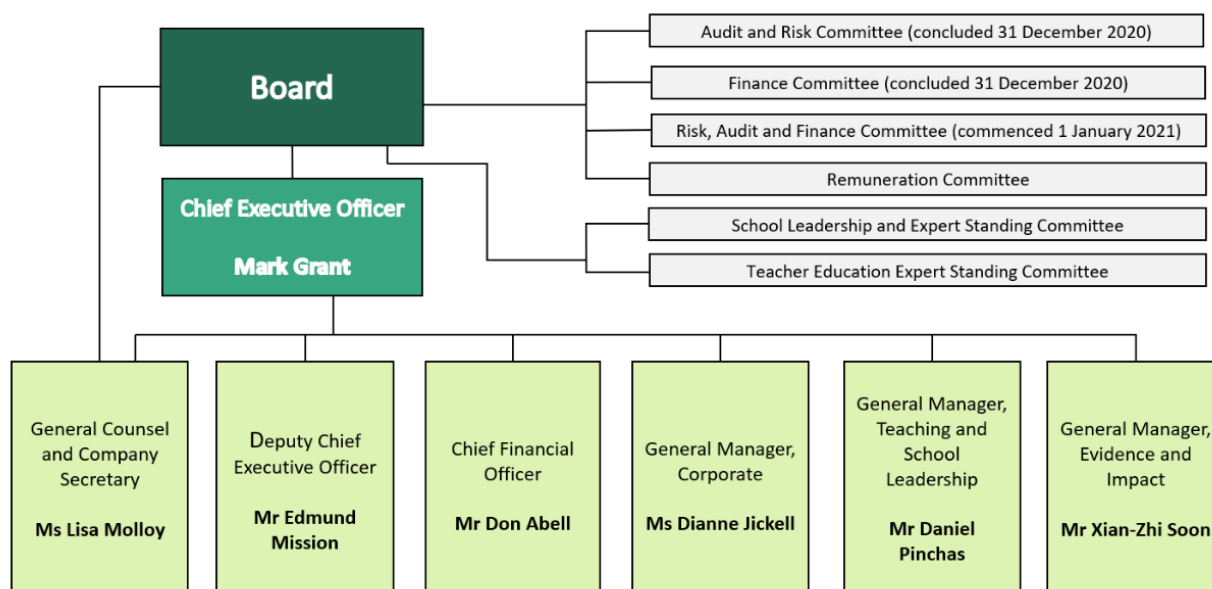 Board
Audit and Risk Committee (concluded 31 December 2020)
Finance Committee (concluded 31 December 2020)
Risk, Audit and Finance Committee (commenced 1 January 2021)
Remuneration Committee
School Leadership and Expert Standing Committee
Teacher Education Expert Standing Committee
Chief Executive Officer
Mark Grant
General Counsel
and Company
Secretary
Ms Lisa Molloy
Deputy Chief
Executive Officer
Mr Edmund
Mission
Chief Financial
Officer
Mr Don Abell
General Manager,
Corporate
Ms Dianne Jickell
General Manager,
Teaching and
School
Leadership
Mr Daniel
Pinchas
General Manager,
Evidence and
Impact
Mr Xian-Zhi Soon